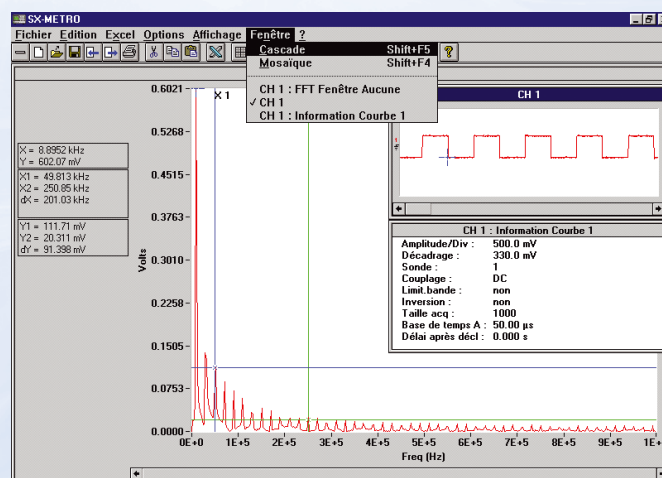 SX-METRO
Fichier Edition Excel Options Affichage Fenêtre ?
Cascade Shift+F5
Mosaïque Shift+F4
CH 1 : FFT Fenêtre Aucune
✓ CH 1
CH 1 : Information Courbe 1
X = 8.8952 kHz
Y = 602.07 mV
X1 = 49.813 kHz
X2 = 250.85 kHz
dX = 201.03 kHz
Y1 = 111.71 mV
Y2 = 20.311 mV
dY = 91.398 mV
X 1
Volts
0.6021
0.5268
0.4515
0.3763
0.3010
0.2258
0.1505
0.0753
0.0000
0E+0 1E+5 2E+5 3E+5 4E+5 5E+5 6E+5 7E+5 8E+5 9E+5 1E+
Freq (Hz)
CH 1
CH 1 : Information Courbe 1
Amplitude/Div : 500.0 mV
Décadrage : 330.0 mV
Sonde : 1
Couplage : DC
Limit.bande : non
Inversion : non
Taille acq : 1000
Base de temps A : 50.00 µs
Délai après décl : 0.000 s